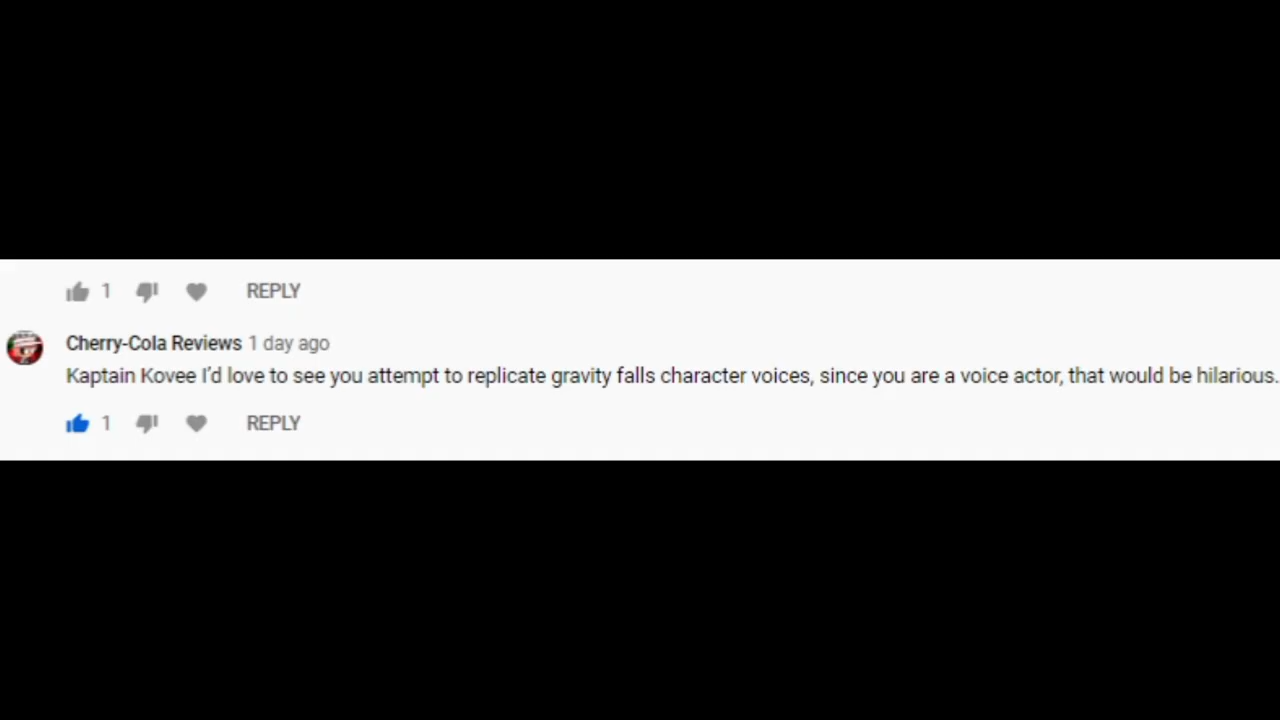 1 REPLY
Cherry-Cola Reviews 1 day ago
Kaptain Kovee I'd love to see you attempt to replicate gravity falls character voices, since you are a voice actor, that would be hilarious.
1 REPLY